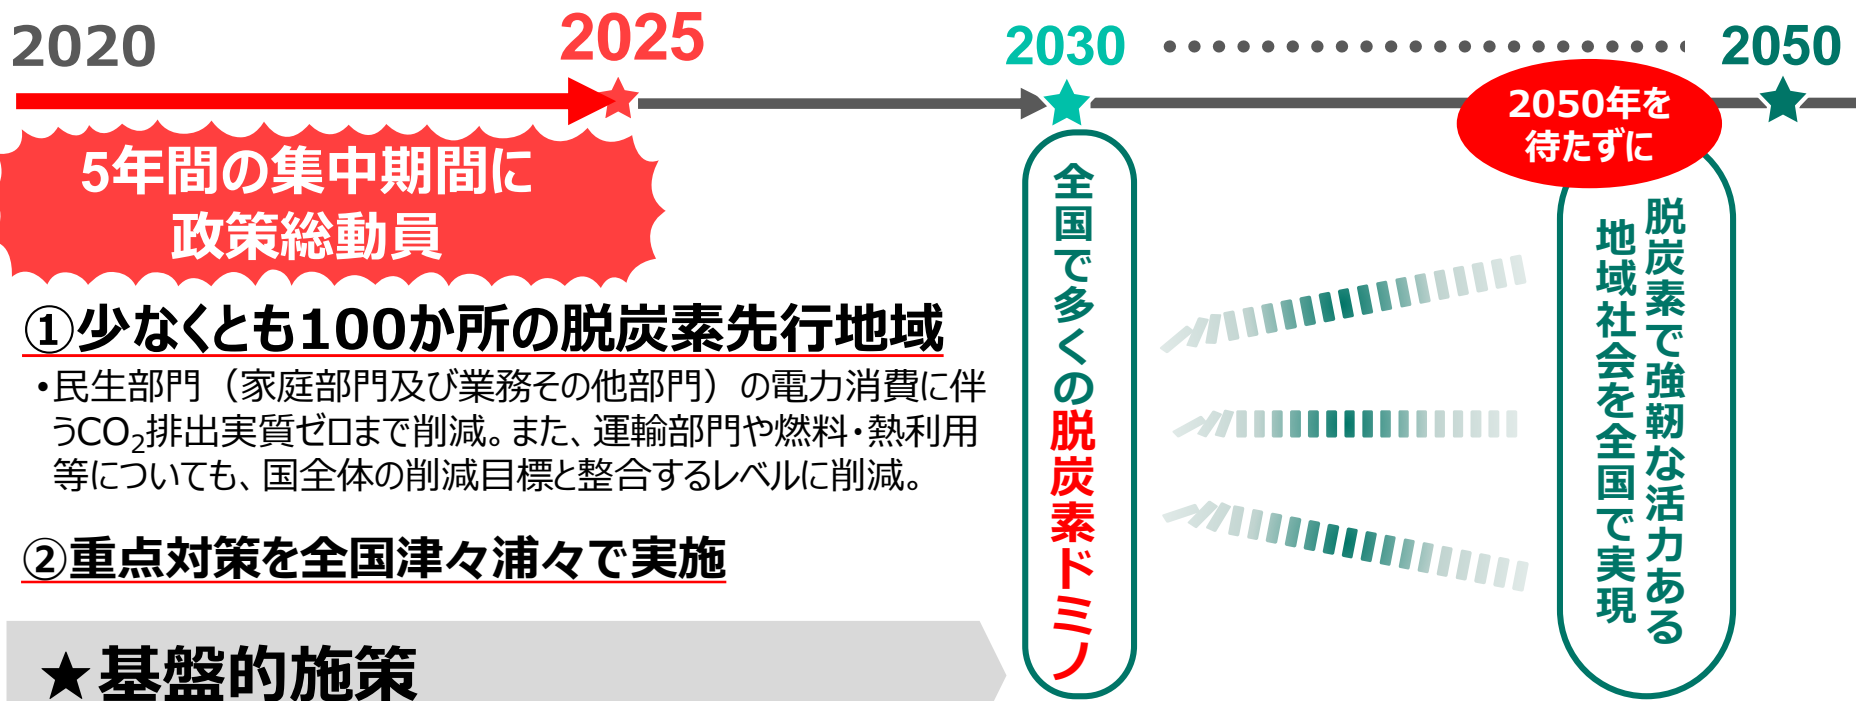 2020
2025
2030
2050
2050年を
待たずに
5年間の集中期間に
政策総動員
①少なくとも100か所の脱炭素先行地域
•民生部門（家庭部門及び業務その他部門）の電力消費に伴
うCO₂排出実質ゼロまで削減。また、運輸部門や燃料・熱利用
等についても、国全体の削減目標と整合するレベルに削減。
②重点対策を全国津々浦々で実施
★基盤的施策
全国で多くの脱炭素ドミノ
脱炭素で強靭な活力ある
地域社会を全国で実現